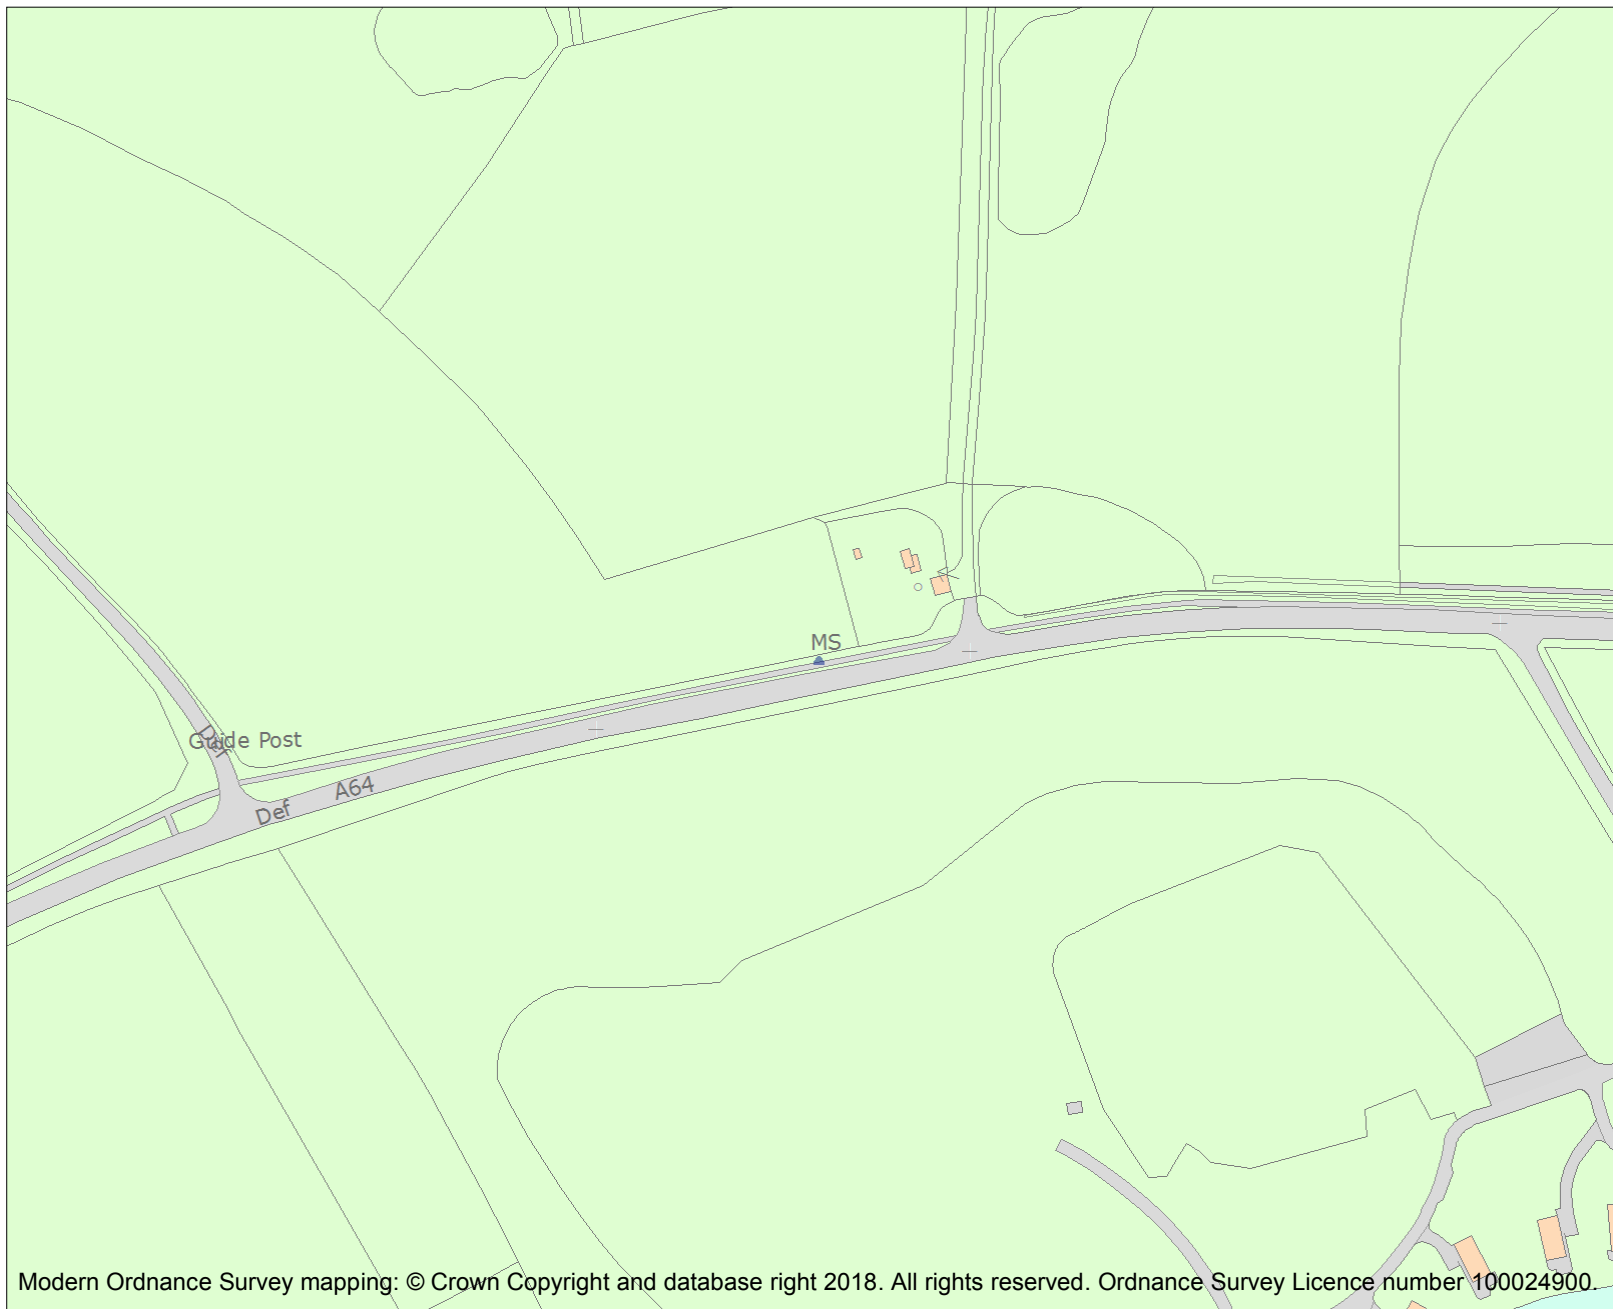 MS
Guide Post
Def
A64
Def
Modern Ordnance Survey mapping: © Crown Copyright and database right 2018. All rights reserved. Ordnance Survey Licence number 100024900.